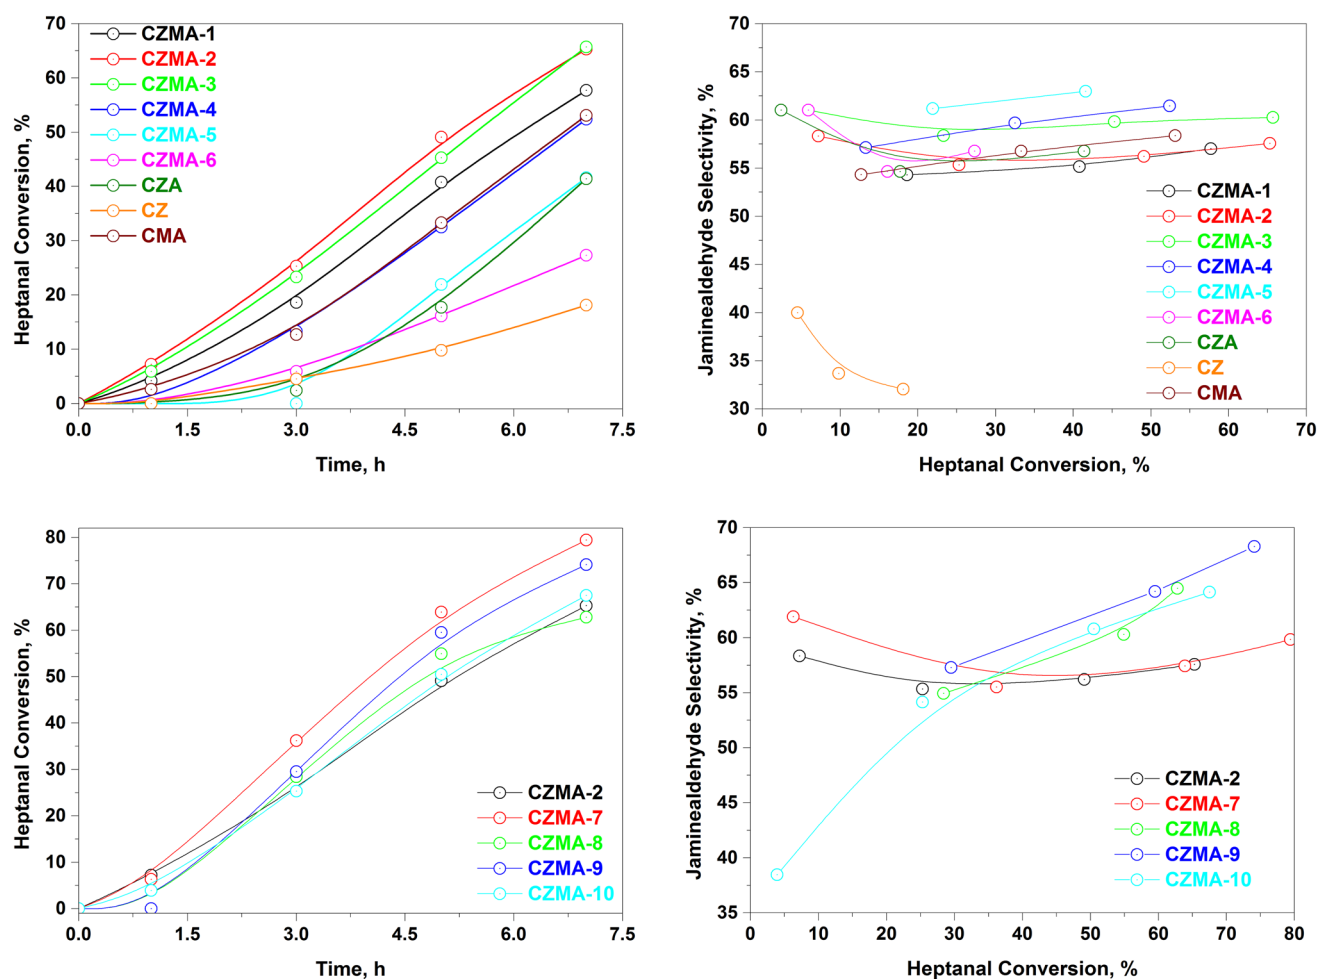 70
60
50
40
30
20
10
0
Heptanal Conversion, %
CZMA-1
CZMA-2
CZMA-3
CZMA-4
CZMA-5
CZMA-6
CZA
CZ
CMA
0.0 1.5 3.0 4.5 6.0 7.5
Time, h
70
65
60
55
50
45
40
35
30
Jaminealdehyde Selectivity, %
CZMA-1
CZMA-2
CZMA-3
CZMA-4
CZMA-5
CZMA-6
CZA
CZ
CMA
0 10 20 30 40 50 60 70
Heptanal Conversion, %
80
70
60
50
40
30
20
10
0
Heptanal Conversion, %
CZMA-2
CZMA-7
CZMA-8
CZMA-9
CZMA-10
0.0 1.5 3.0 4.5 6.0 7.5
Time, h
70
65
60
55
50
45
40
35
Jaminealdehyde Selectivity, %
CZMA-2
CZMA-7
CZMA-8
CZMA-9
CZMA-10
0 10 20 30 40 50 60 70 80
Heptanal Conversion, %